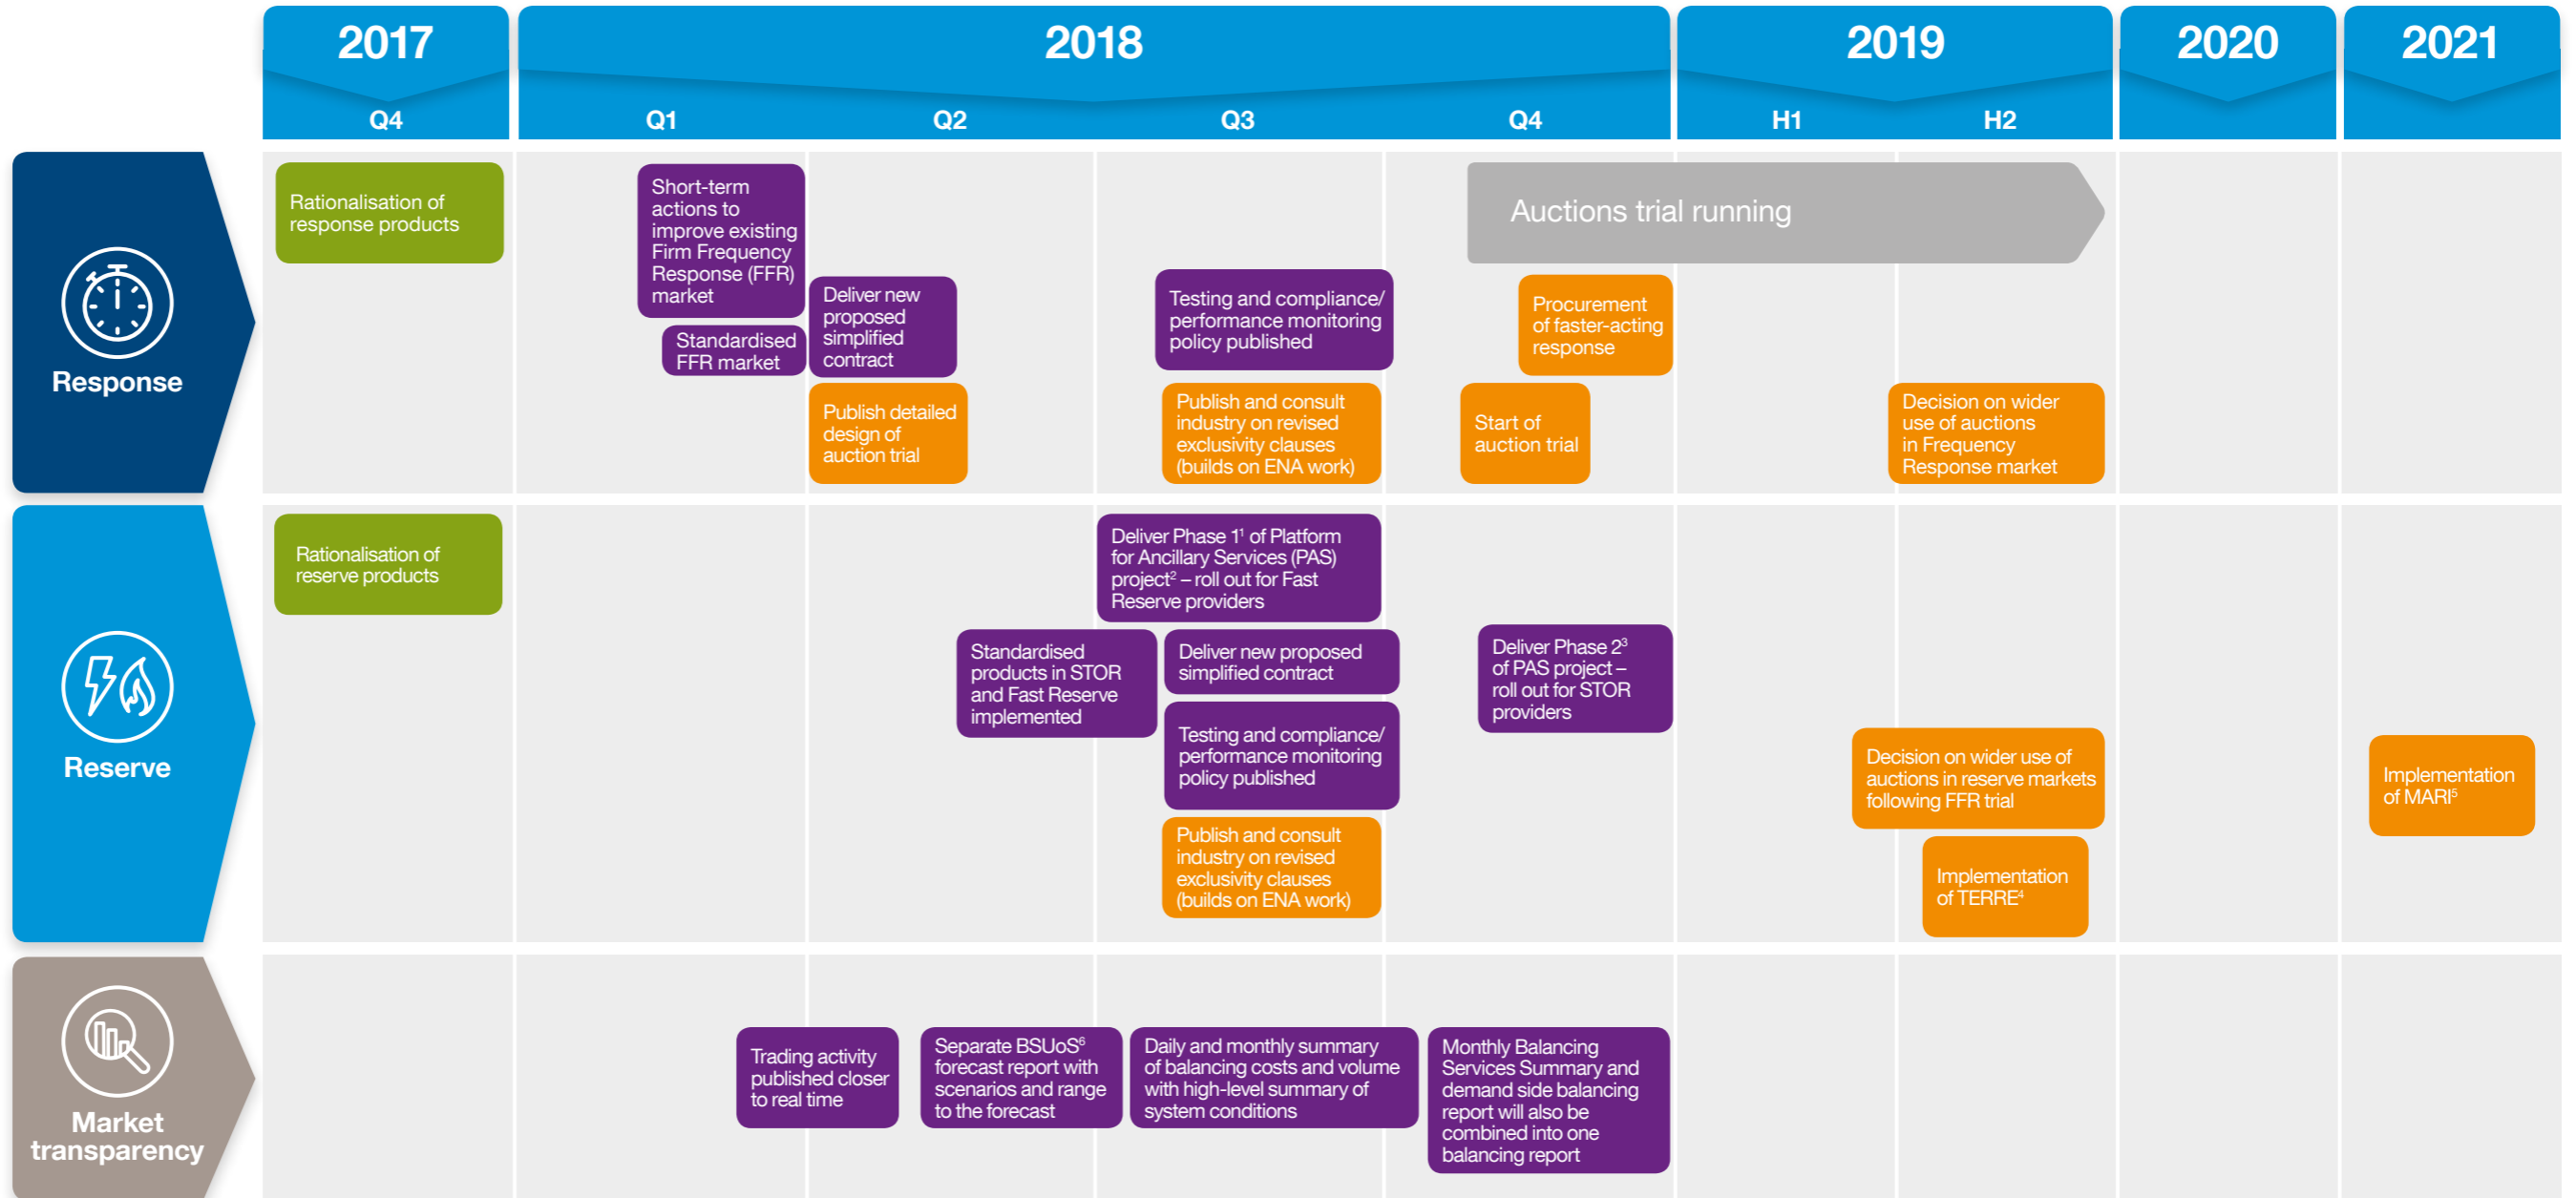 2017
2018
2019
2020
2021
Q4
Q1
Q2
Q3
Q4
H1
H2
Response
Rationalisation of
response products
Short-term
actions to
improve existing
Firm Frequency
Response (FFR)
market
Standardised
FFR market
Deliver new
proposed
simplified
contract
Publish detailed
design of
auction trial
Testing and compliance/
performance monitoring
policy published
Publish and consult
industry on revised
exclusivity clauses
(builds on ENA work)
Auctions trial running
Procurement
of faster-acting
response
Start of
auction trial
Decision on wider
use of auctions
in Frequency
Response market
Reserve
Rationalisation of
reserve products
Deliver Phase 1¹ of Platform
for Ancillary Services (PAS)
project² – roll out for Fast
Reserve providers
Standardised
products in STOR
and Fast Reserve
implemented
Deliver new proposed
simplified contract
Testing and compliance/
performance monitoring
policy published
Publish and consult
industry on revised
exclusivity clauses
(builds on ENA work)
Deliver Phase 2³
of PAS project –
roll out for STOR
providers
Decision on wider use of
auctions in reserve markets
following FFR trial
Implementation
of TERRE⁴
Implementation
of MARI⁵
Market
transparency
Trading activity
published closer
to real time
Separate BSUoS⁶
forecast report with
scenarios and range
to the forecast
Daily and monthly summary
of balancing costs and volume
with high-level summary of
system conditions
Monthly Balancing
Services Summary and
demand side balancing
report will also be
combined into one
balancing report